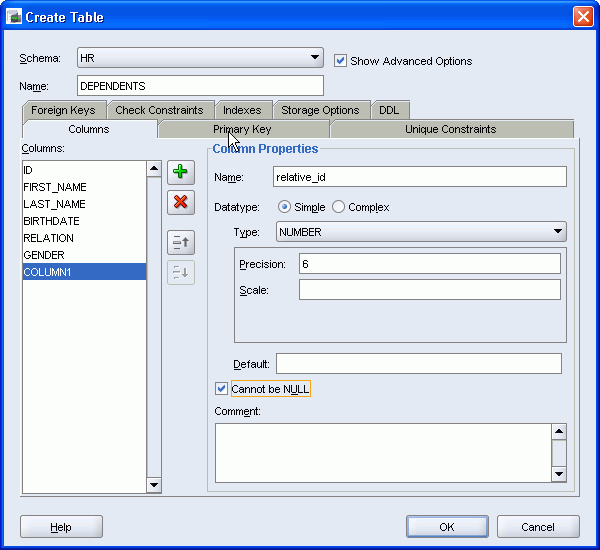 Create Table
Schema: HR
Show Advanced Options
Name: DEPENDENTS
Foreign Keys Check Constraints Indexes Storage Options DDL
Columns Primary Key Unique Constraints
Columns:
ID
FIRST_NAME
LAST_NAME
BIRTHDATE
RELATION
GENDER
COLUMN1
Column Properties
Name: relative_id
Datatype: Simple Complex
Type: NUMBER
Precision: 6
Scale:
Default:
Cannot be NULL
Comment:
Help OK Cancel